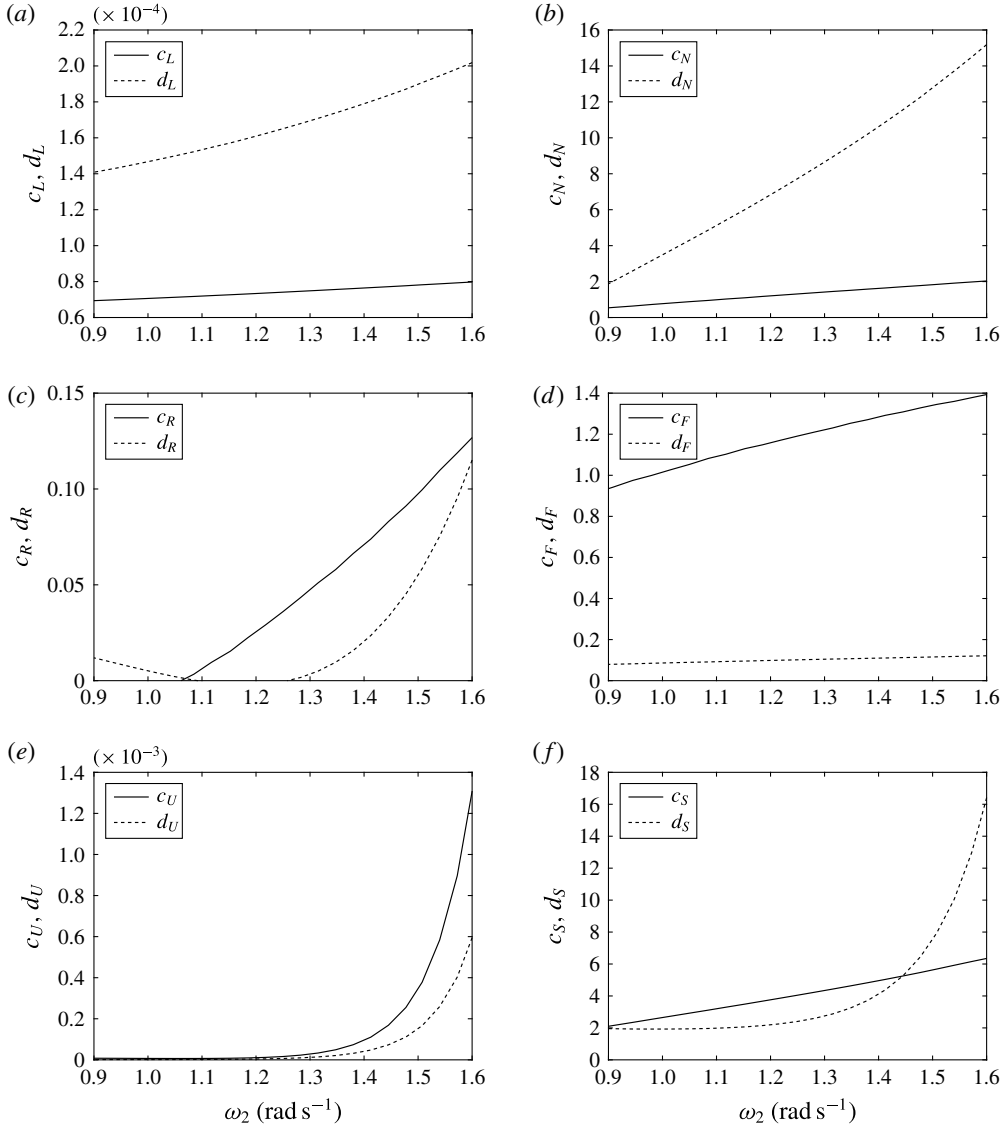 (a)
(× 10⁻⁴)
2.2
2.0
1.8
1.6
1.4
1.2
1.0
0.8
0.6
c_L, d_L
c_L
d_L
0.9 1.0 1.1 1.2 1.3 1.4 1.5 1.6
(b)
16
14
12
10
8
6
4
2
0
c_N, d_N
c_N
d_N
0.9 1.0 1.1 1.2 1.3 1.4 1.5 1.6
(c)
0.15
0.10
0.05
0
c_R, d_R
c_R
d_R
0.9 1.0 1.1 1.2 1.3 1.4 1.5 1.6
(d)
1.4
1.2
1.0
0.8
0.6
0.4
0.2
0
c_F, d_F
c_F
d_F
0.9 1.0 1.1 1.2 1.3 1.4 1.5 1.6
(e)
(× 10⁻³)
1.4
1.2
1.0
0.8
0.6
0.4
0.2
0
c_U, d_U
c_U
d_U
0.9 1.0 1.1 1.2 1.3 1.4 1.5 1.6
ω₂ (rad s⁻¹)
(f)
18
16
14
12
10
8
6
4
2
0
c_S, d_S
c_S
d_S
0.9 1.0 1.1 1.2 1.3 1.4 1.5 1.6
ω₂ (rad s⁻¹)